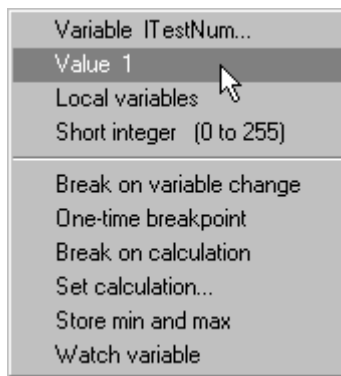 Variable lTestNum...
Value 1
Local variables
Short integer (0 to 255)
Break on variable change
One-time breakpoint
Break on calculation
Set calculation...
Store min and max
Watch variable